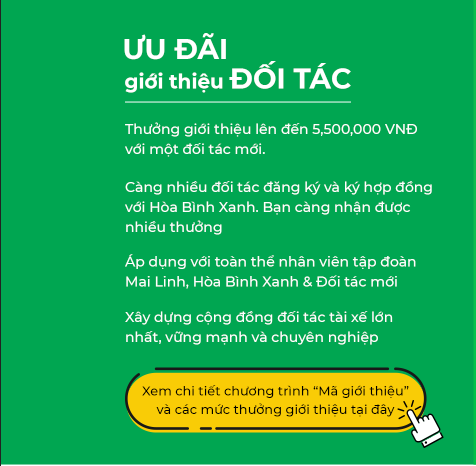 ƯU ĐÃI
giới thiệu ĐỐI TÁC
Thưởng giới thiệu lên đến 5,500,000 VNĐ
với một đối tác mới.
Càng nhiều đối tác đăng ký và ký hợp đồng
với Hòa Bình Xanh. Bạn càng nhận được
nhiều thưởng
Áp dụng với toàn thể nhân viên tập đoàn
Mai Linh, Hòa Bình Xanh & Đối tác mới
Xây dựng cộng đồng đối tác tài xế lớn
nhất, vững mạnh và chuyên nghiệp
Xem chi tiết chương trình “Mã giới thiệu”
và các mức thưởng giới thiệu tại đây